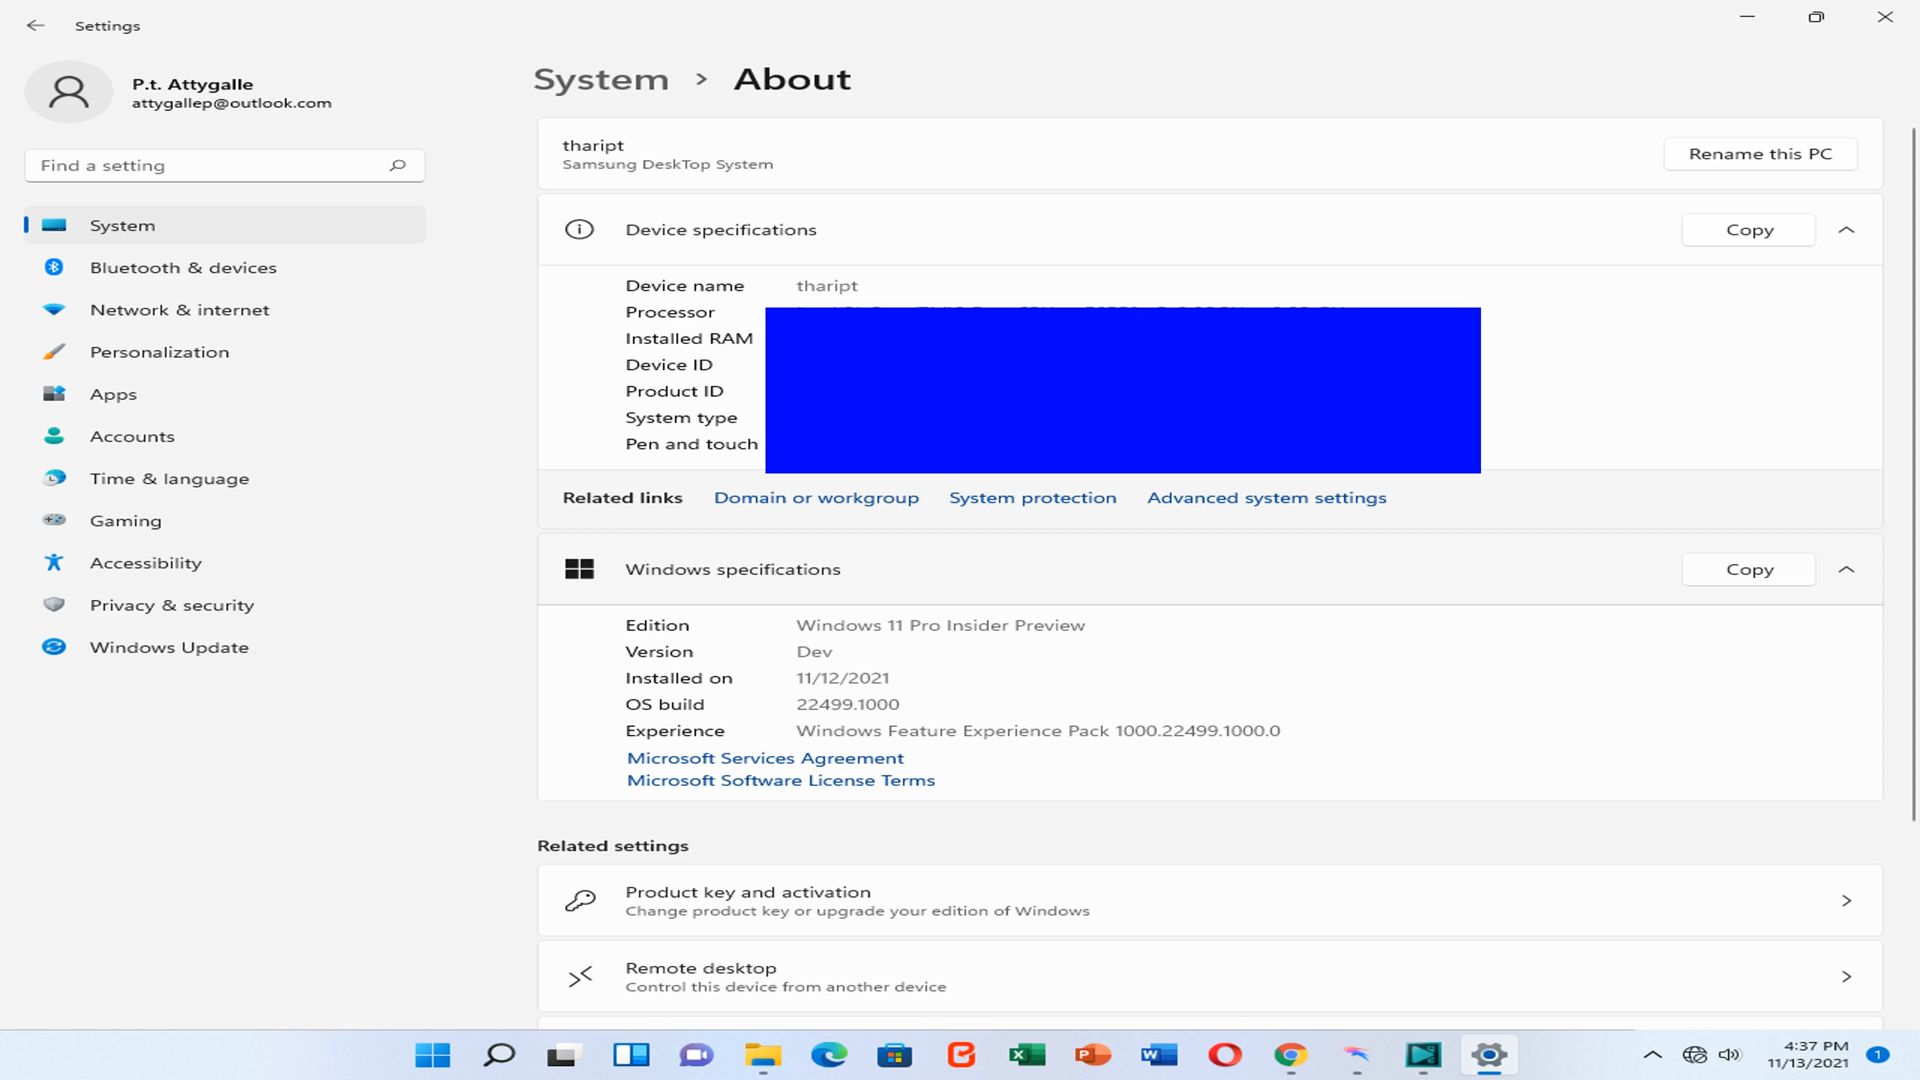 Settings
P.t. Attygalle
attygallep@outlook.com
Find a setting
System
Bluetooth & devices
Network & internet
Personalization
Apps
Accounts
Time & language
Gaming
Accessibility
Privacy & security
Windows Update
System > About
thaript
Samsung DeskTop System
Rename this PC
Device specifications
Copy
Device name thaript
Processor
Installed RAM
Device ID
Product ID
System type
Pen and touch
Related links Domain or workgroup System protection Advanced system settings
Windows specifications
Copy
Edition Windows 11 Pro Insider Preview
Version Dev
Installed on 11/12/2021
OS build 22499.1000
Experience Windows Feature Experience Pack 1000.22499.1000.0
Microsoft Services Agreement
Microsoft Software License Terms
Related settings
Product key and activation
Change product key or upgrade your edition of Windows
Remote desktop
Control this device from another device
4:37 PM
11/13/2021
1